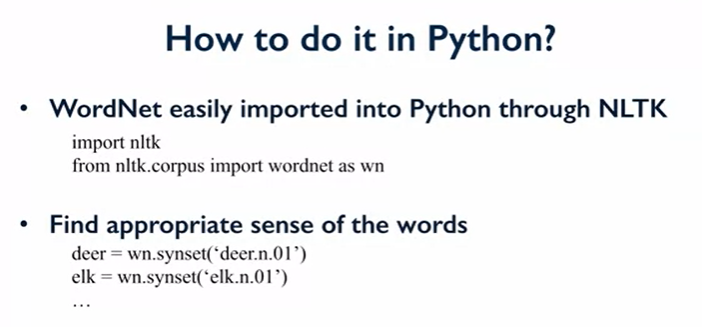 How to do it in Python?
• WordNet easily imported into Python through NLTK
import nltk
from nltk.corpus import wordnet as wn
• Find appropriate sense of the words
deer = wn.synset(‘deer.n.01’)
elk = wn.synset(‘elk.n.01’)
…